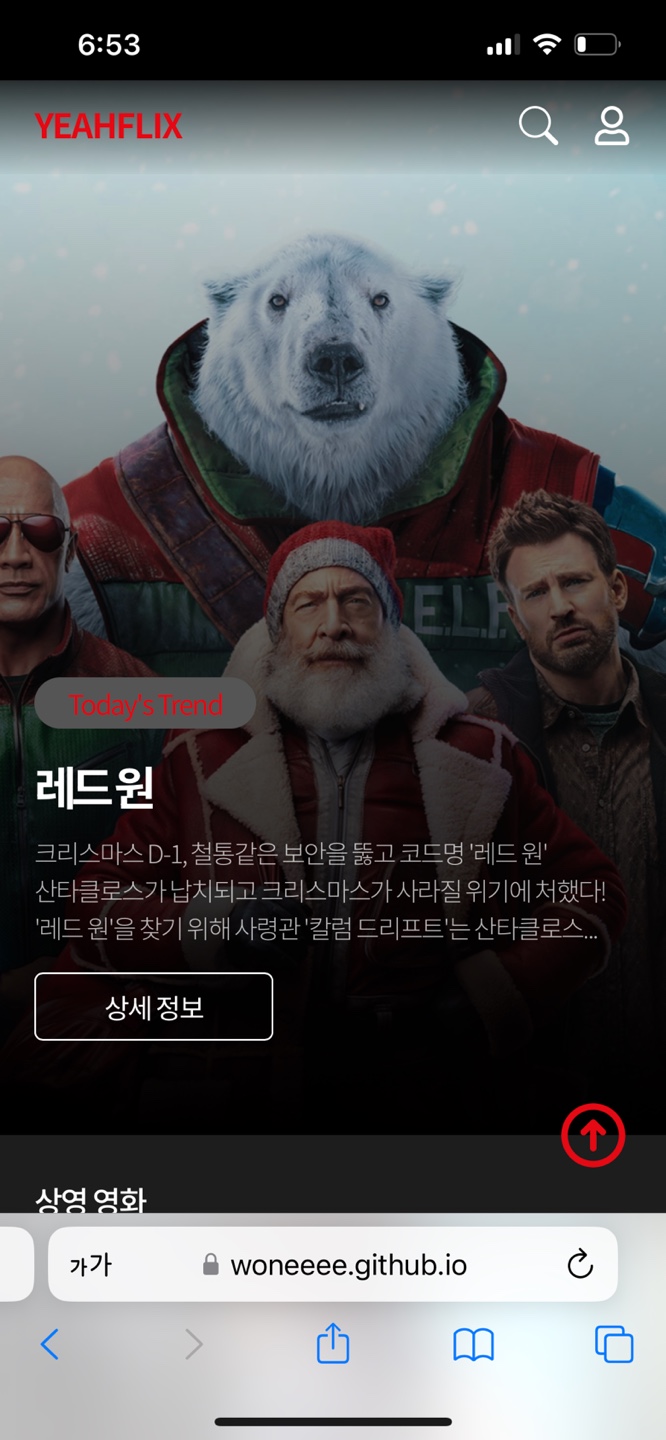 6:53
YEAHFLIX
E.L.F
Today's Trend
레드 원
크리스마스 D-1, 철통같은 보안을 뚫고 코드명 '레드 원'
산타클로스가 납치되고 크리스마스가 사라질 위기에 처했다!
'레드 원'을 찾기 위해 사령관 '칼럼 드리프트'는 산타클로스...
상세 정보
상영 영화
가가
woneeee.github.io